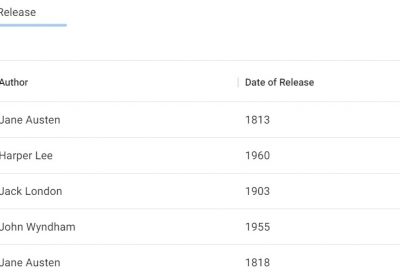 Release
Author Date of Release
Jane Austen 1813
Harper Lee 1960
Jack London 1903
John Wyndham 1955
Jane Austen 1818